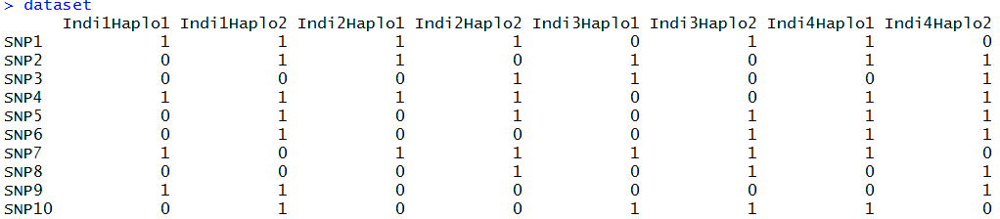 > dataset
Indi1Haplo1 Indi1Haplo2 Indi2Haplo1 Indi2Haplo2 Indi3Haplo1 Indi3Haplo2 Indi4Haplo1 Indi4Haplo2
SNP1 1 1 1 1 0 1 1 0
SNP2 0 1 1 0 1 0 1 1
SNP3 0 0 0 1 1 0 0 1
SNP4 1 1 1 1 0 0 1 1
SNP5 0 1 0 1 0 1 1 1
SNP6 0 1 0 0 0 1 1 1
SNP7 1 0 1 1 1 1 1 0
SNP8 0 0 0 1 0 1 0 1
SNP9 1 1 0 0 0 0 0 1
SNP10 0 1 0 0 1 1 1 0